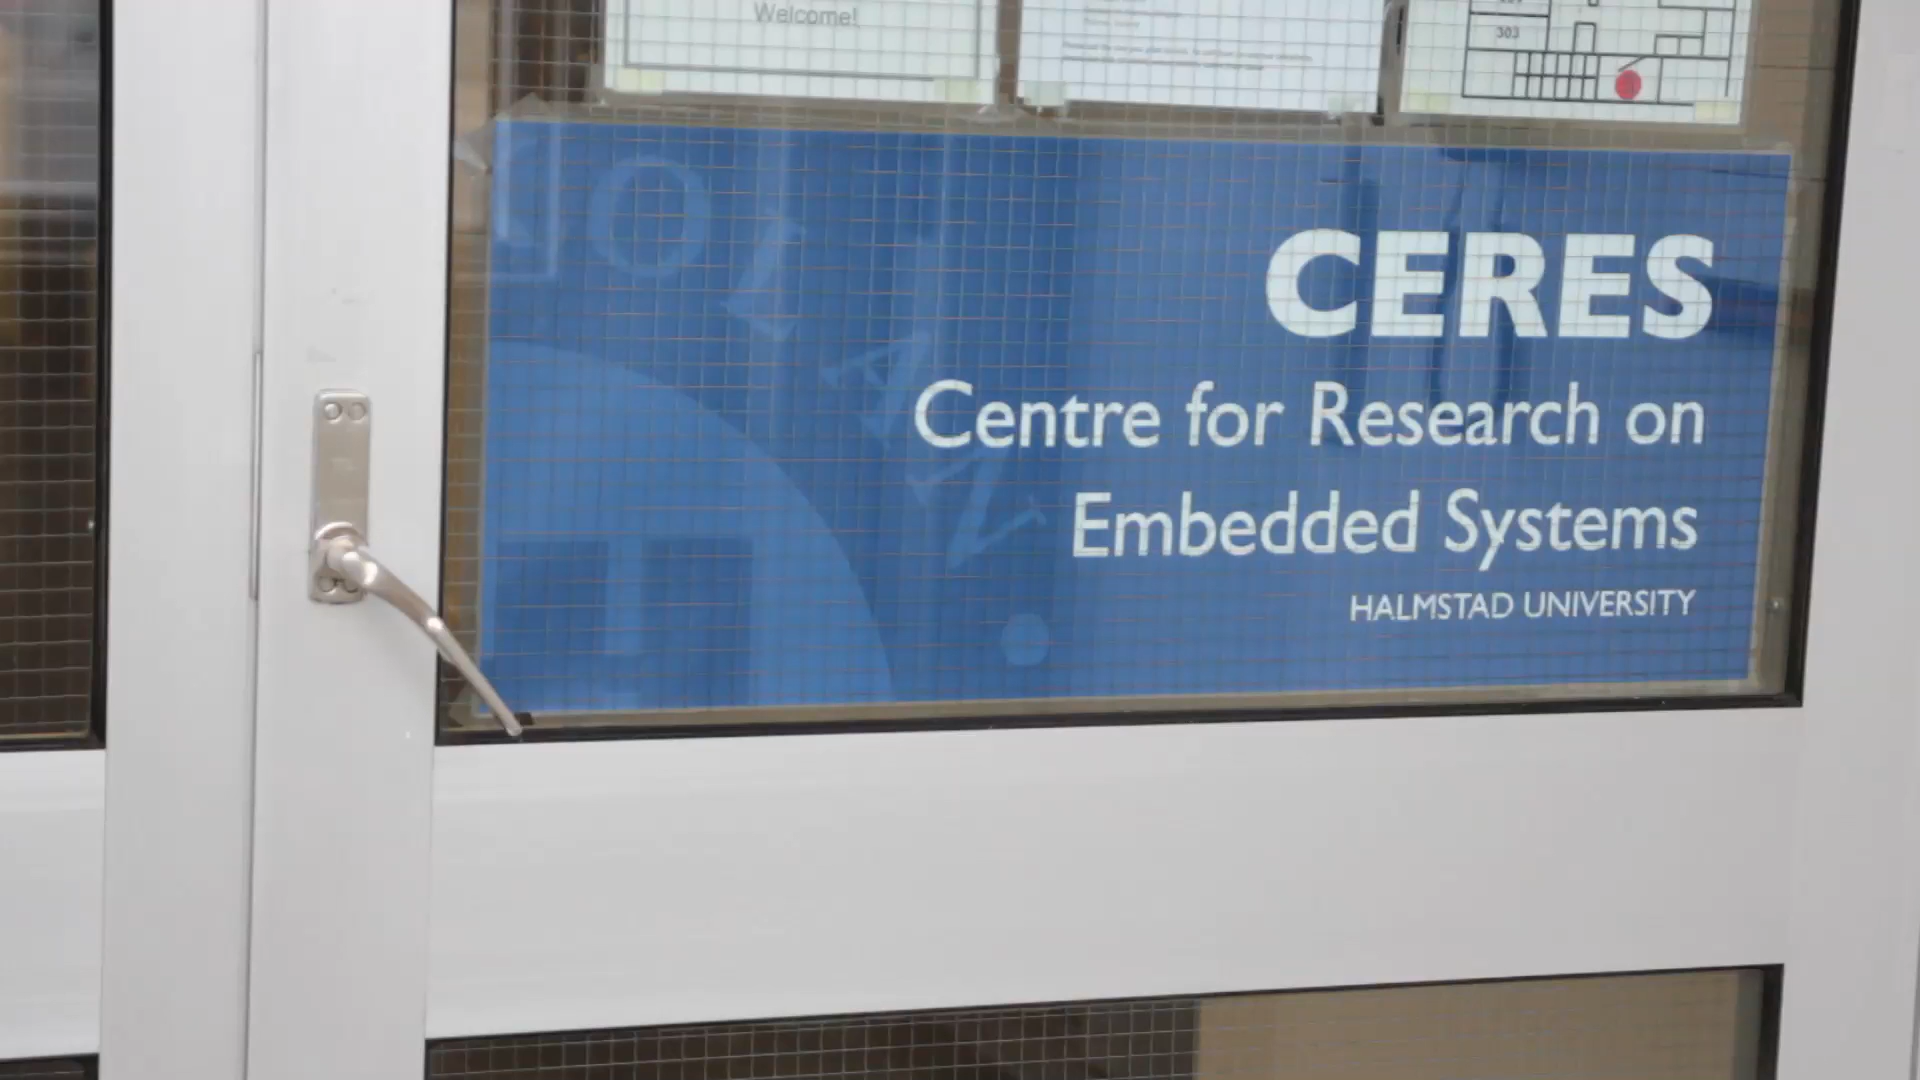 Welcome!
303
CERES
Centre for Research on
Embedded Systems
HALMSTAD UNIVERSITY